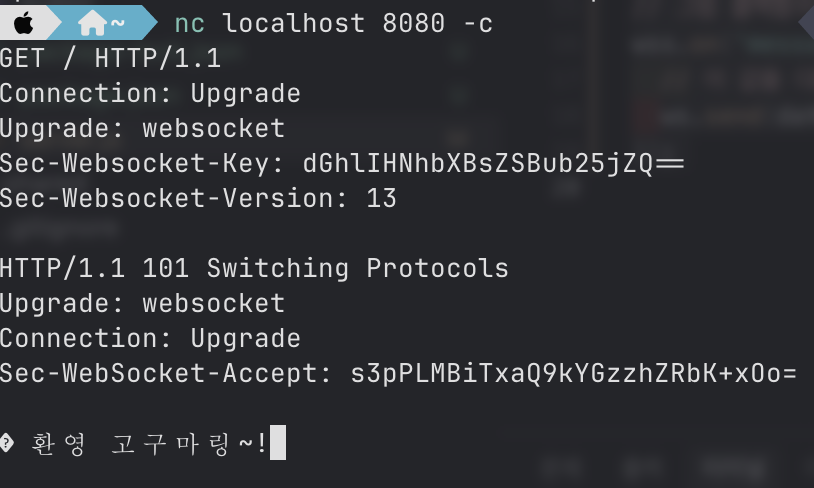 ~ nc localhost 8080 -c
GET / HTTP/1.1
Connection: Upgrade
Upgrade: websocket
Sec-Websocket-Key: dGhlIHNhbXBsZSBub25jZQ==
Sec-Websocket-Version: 13
HTTP/1.1 101 Switching Protocols
Upgrade: websocket
Connection: Upgrade
Sec-WebSocket-Accept: s3pPLMBiTxaQ9kYGzzhZRbK+xOo=
� 환영 고구마링~!